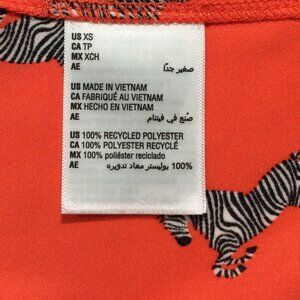 US XS
CA TP
MX XCH
AE صغير جدًا
US MADE IN VIETNAM
CA FABRIQUÉ AU VIETNAM
MX HECHO EN VIETNAM
AE صُنع في فيتنام
US 100% RECYCLED POLYESTER
CA 100% POLYESTER RECYCLÉ
MX 100% poliéster reciclado
AE 100% بوليستر معاد تدويره